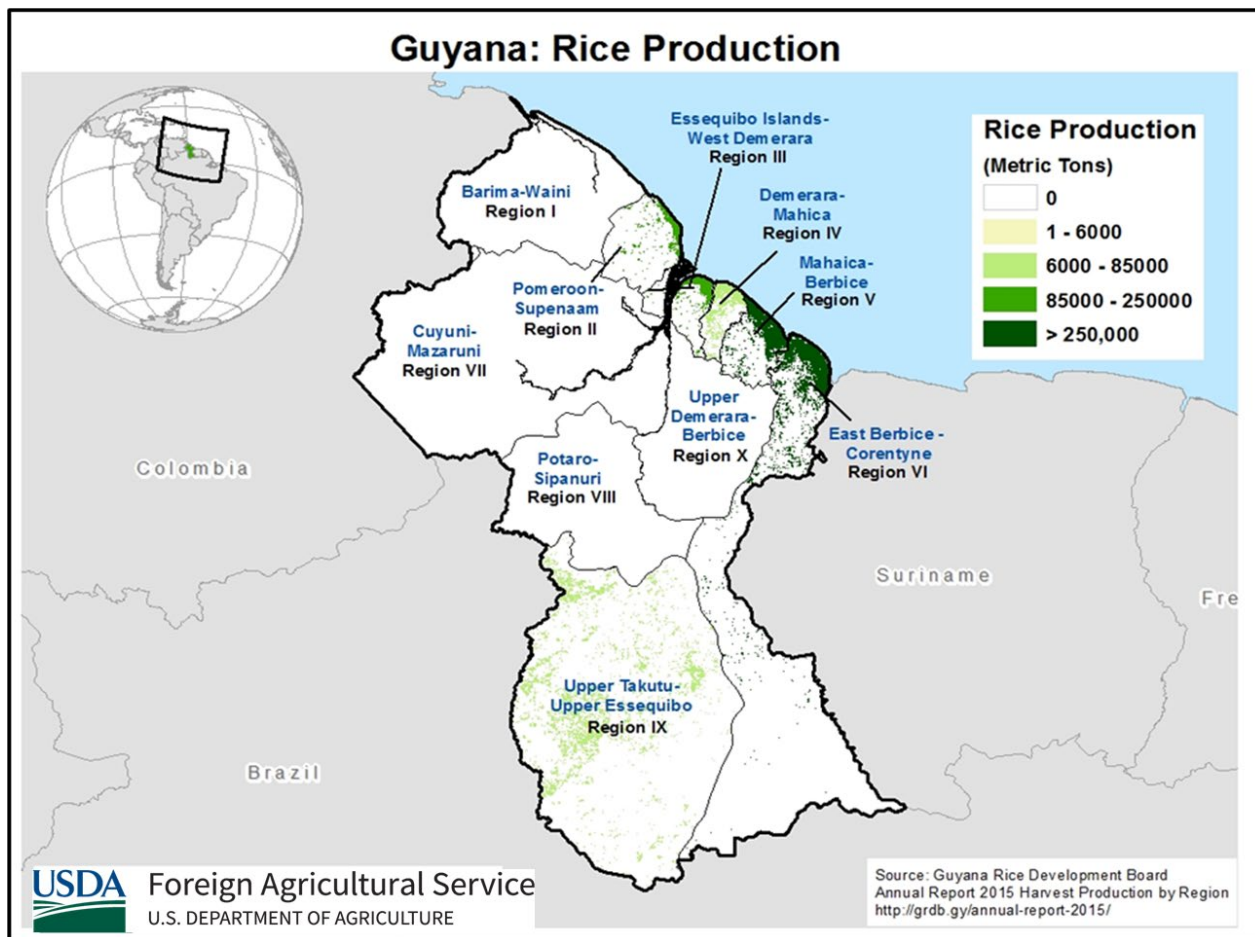 Guyana: Rice Production
Essequibo Islands-
West Demerara
Region III
Barima-Waini
Region I
Demerara-
Mahica
Region IV
Mahaica-
Berbice
Region V
Pomeroon-
Supenaam
Region II
Cuyuni-
Mazaruni
Region VII
Upper
Demerara-
Berbice
Region X
East Berbice -
Corentyne
Region VI
Potaro-
Sipanuri
Region VIII
Upper Takutu-
Upper Essequibo
Region IX
Colombia
Suriname
Fre
Brazil
Rice Production
(Metric Tons)
0
1 - 6000
6000 - 85000
85000 - 250000
> 250,000
USDA
Foreign Agricultural Service
U.S. DEPARTMENT OF AGRICULTURE
Source: Guyana Rice Development Board
Annual Report 2015 Harvest Production by Region
http://grdb.gy/annual-report-2015/